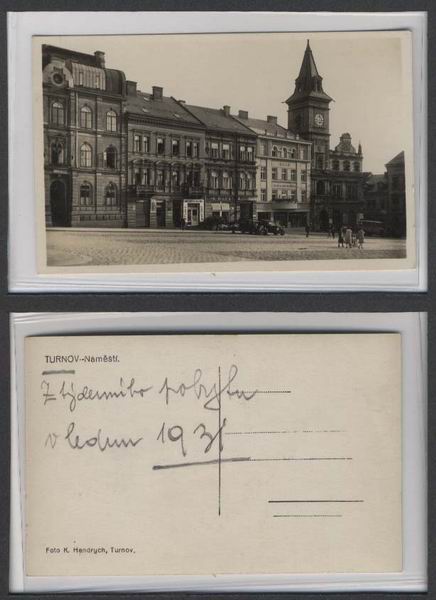 TURNOV–Náměstí.
Z týdenního pobytu
v lednu 1931
Foto K. Hendrych, Turnov.